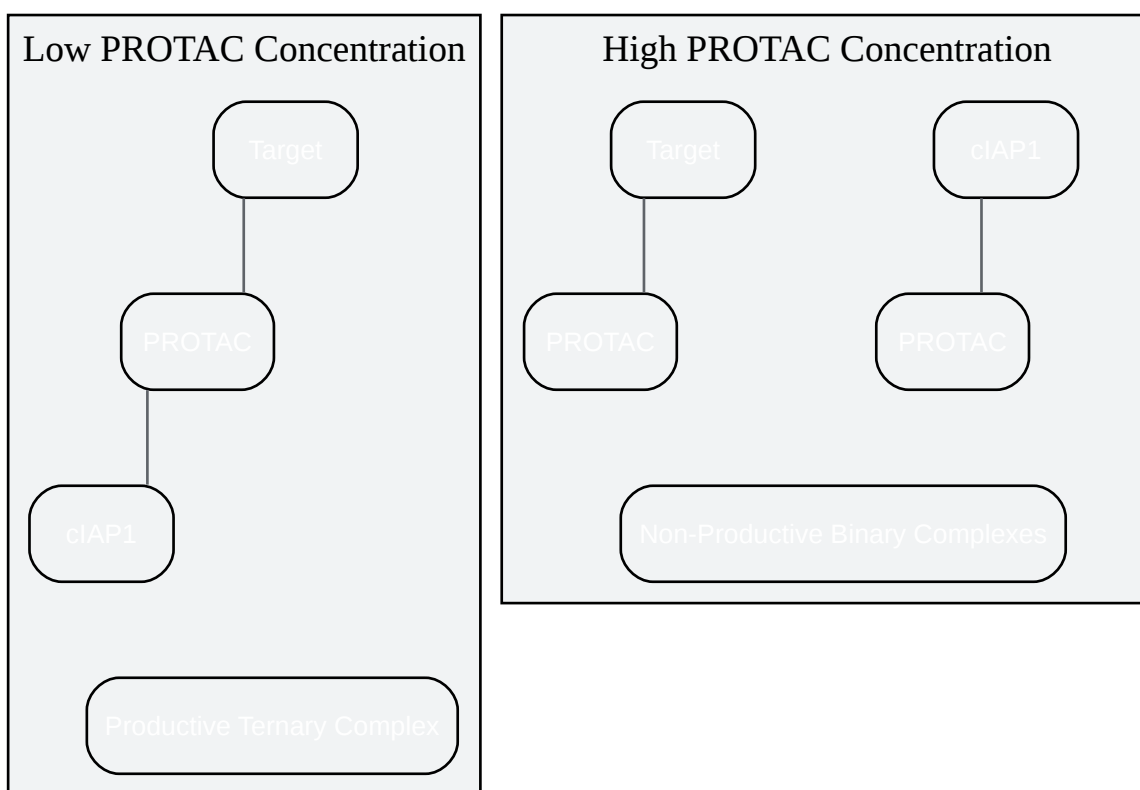 Low PROTAC Concentration
Target
PROTAC
cIAP1
Productive Ternary Complex
High PROTAC Concentration
Target
cIAP1
PROTAC
PROTAC
Non-Productive Binary Complexes